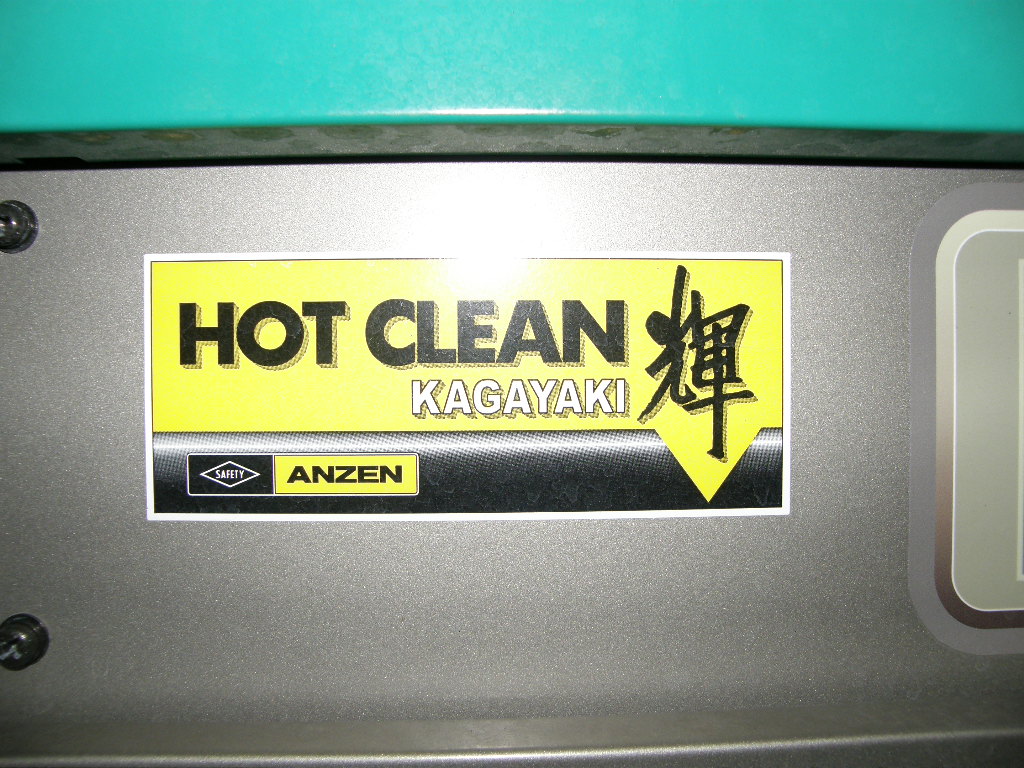 HOT CLEAN
KAGAYAKI
輝
SAFETY ANZEN